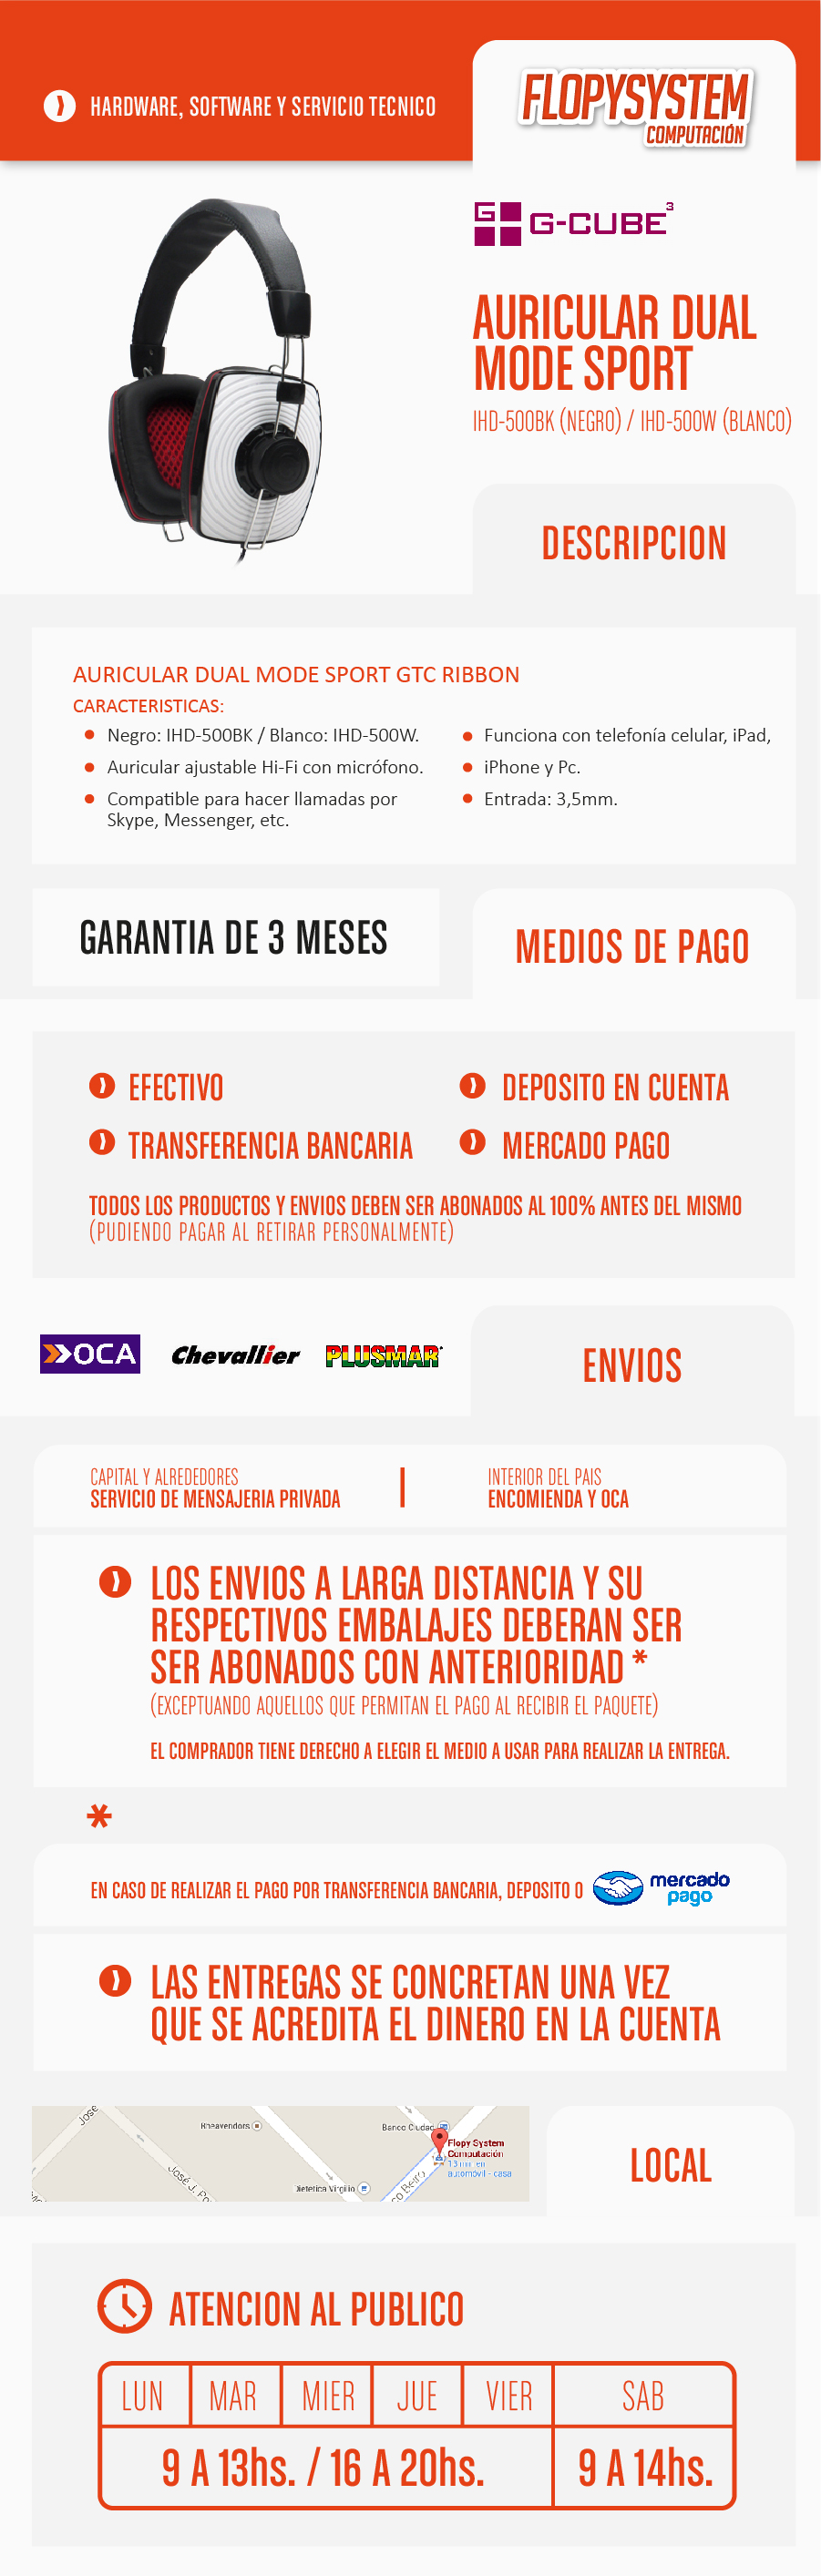 HARDWARE, SOFTWARE Y SERVICIO TECNICO
FLOPYSYSTEM
COMPUTACIÓN
G
G-CUBE3
AURICULAR DUAL
MODE SPORT
IHD-500BK (NEGRO) / IHD-500W (BLANCO)
DESCRIPCION
AURICULAR DUAL MODE SPORT GTC RIBBON
CARACTERISTICAS:
Negro: IHD-500BK / Blanco: IHD-500W.
Auricular ajustable Hi-Fi con micrófono.
Compatible para hacer llamadas por
Skype, Messenger, etc.
Funciona con telefonía celular, iPad,
iPhone y Pc.
Entrada: 3,5mm.
GARANTIA DE 3 MESES
MEDIOS DE PAGO
EFECTIVO
DEPOSITO EN CUENTA
TRANSFERENCIA BANCARIA
MERCADO PAGO
TODOS LOS PRODUCTOS Y ENVIOS DEBEN SER ABONADOS AL 100% ANTES DEL MISMO
(PUDIENDO PAGAR AL RETIRAR PERSONALMENTE)
OCA
Chevallier
PLUSMAR
ENVIOS
CAPITAL Y ALREDEDORES
SERVICIO DE MENSAJERIA PRIVADA
INTERIOR DEL PAIS
ENCOMIENDA Y OCA
LOS ENVIOS A LARGA DISTANCIA Y SU
RESPECTIVOS EMBALAJES DEBERAN SER
SER ABONADOS CON ANTERIORIDAD *
(EXCEPTUANDO AQUELLOS QUE PERMITAN EL PAGO AL RECIBIR EL PAQUETE)
EL COMPRADOR TIENE DERECHO A ELEGIR EL MEDIO A USAR PARA REALIZAR LA ENTREGA.
*
EN CASO DE REALIZAR EL PAGO POR TRANSFERENCIA BANCARIA, DEPOSITO O
mercado
pago
LAS ENTREGAS SE CONCRETAN UNA VEZ
QUE SE ACREDITA EL DINERO EN LA CUENTA
José
Banco Ciudad
Flopy System
Computación
13 min en
automóvil - casa
José J.
Dietetica Virgilio
LOCAL
ATENCION AL PUBLICO
LUN MAR MIER JUE VIER SAB
9 A 13hs. / 16 A 20hs. 9 A 14hs.